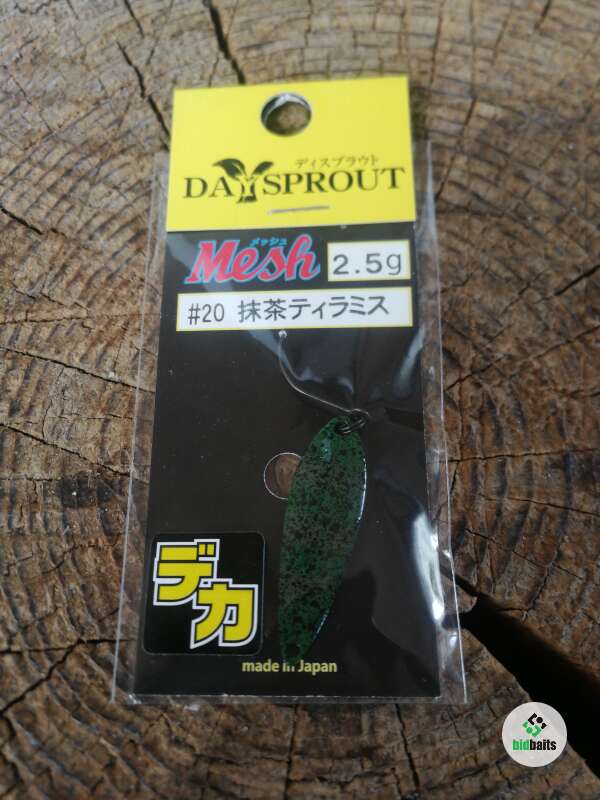 ディスプラウト
DAYSPROUT
メッシュ
Mesh 2.5g
#20 抹茶ティラミス
デカ
made in Japan
bidbaits